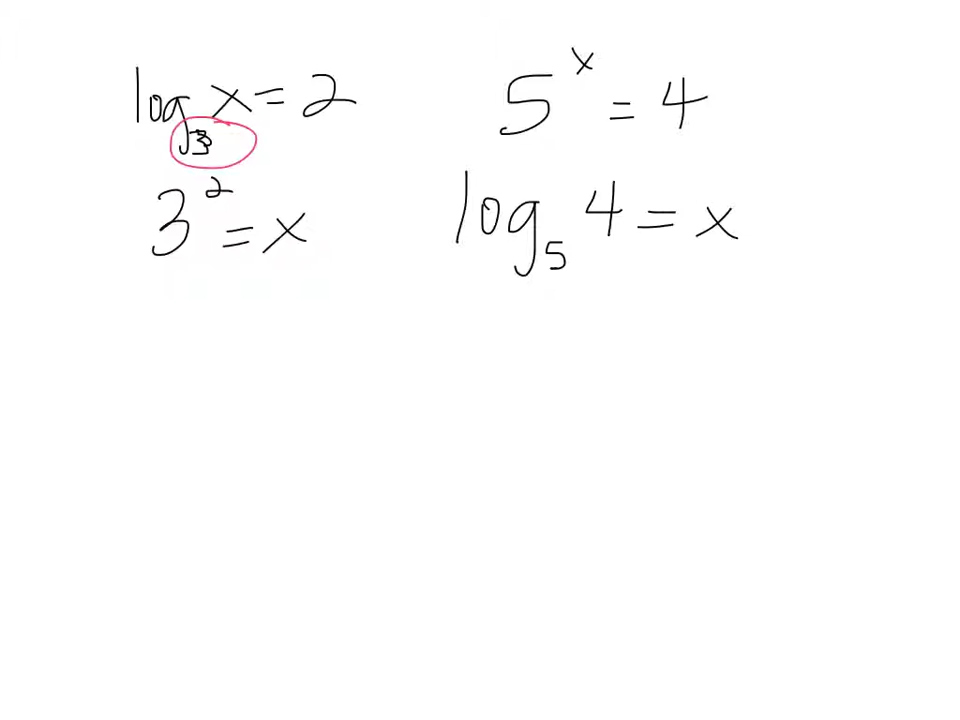 log₃ x = 2
3² = x
5ˣ = 4
log₅ 4 = x